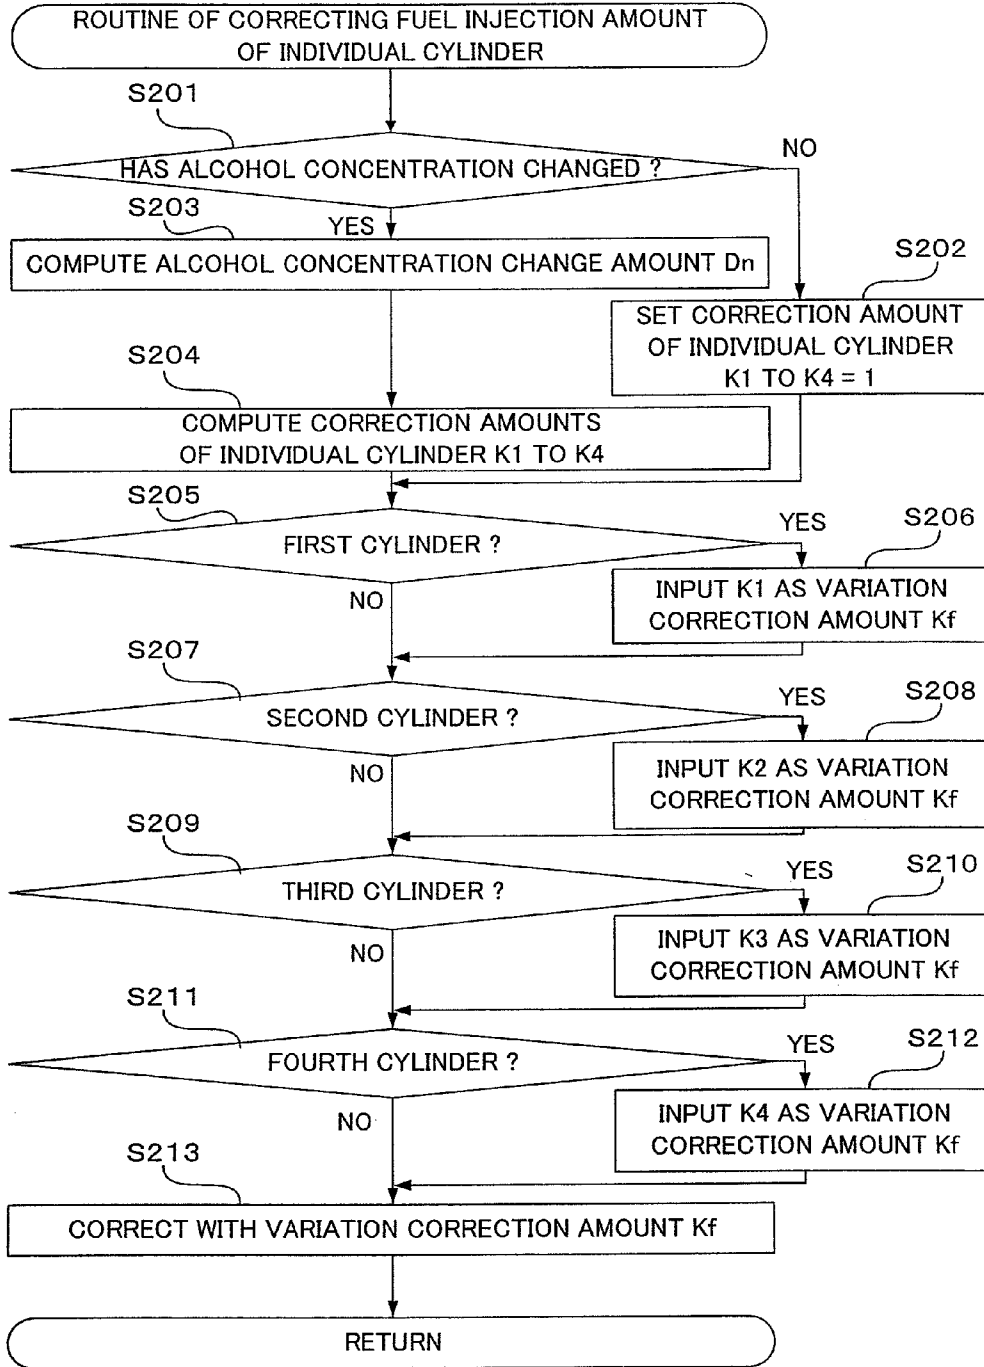 ROUTINE OF CORRECTING FUEL INJECTION AMOUNT
OF INDIVIDUAL CYLINDER
S201
HAS ALCOHOL CONCENTRATION CHANGED ?
NO
S203
YES
COMPUTE ALCOHOL CONCENTRATION CHANGE AMOUNT Dn
S202
SET CORRECTION AMOUNT
OF INDIVIDUAL CYLINDER
K1 TO K4 = 1
S204
COMPUTE CORRECTION AMOUNTS
OF INDIVIDUAL CYLINDER K1 TO K4
S205
FIRST CYLINDER ?
YES
NO
S206
INPUT K1 AS VARIATION
CORRECTION AMOUNT Kf
S207
SECOND CYLINDER ?
YES
NO
S208
INPUT K2 AS VARIATION
CORRECTION AMOUNT Kf
S209
THIRD CYLINDER ?
YES
NO
S210
INPUT K3 AS VARIATION
CORRECTION AMOUNT Kf
S211
FOURTH CYLINDER ?
YES
NO
S212
INPUT K4 AS VARIATION
CORRECTION AMOUNT Kf
S213
CORRECT WITH VARIATION CORRECTION AMOUNT Kf
RETURN